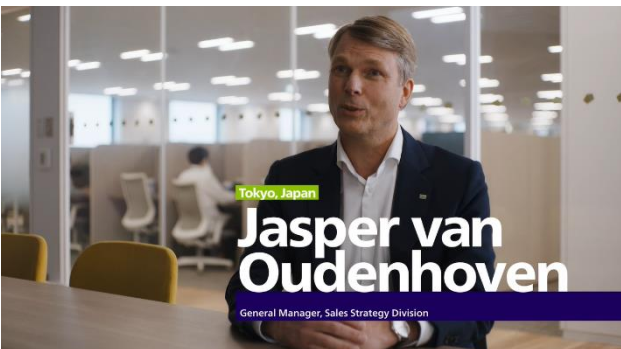 Tokyo, Japan
Jasper van
Oudenhoven
General Manager, Sales Strategy Division